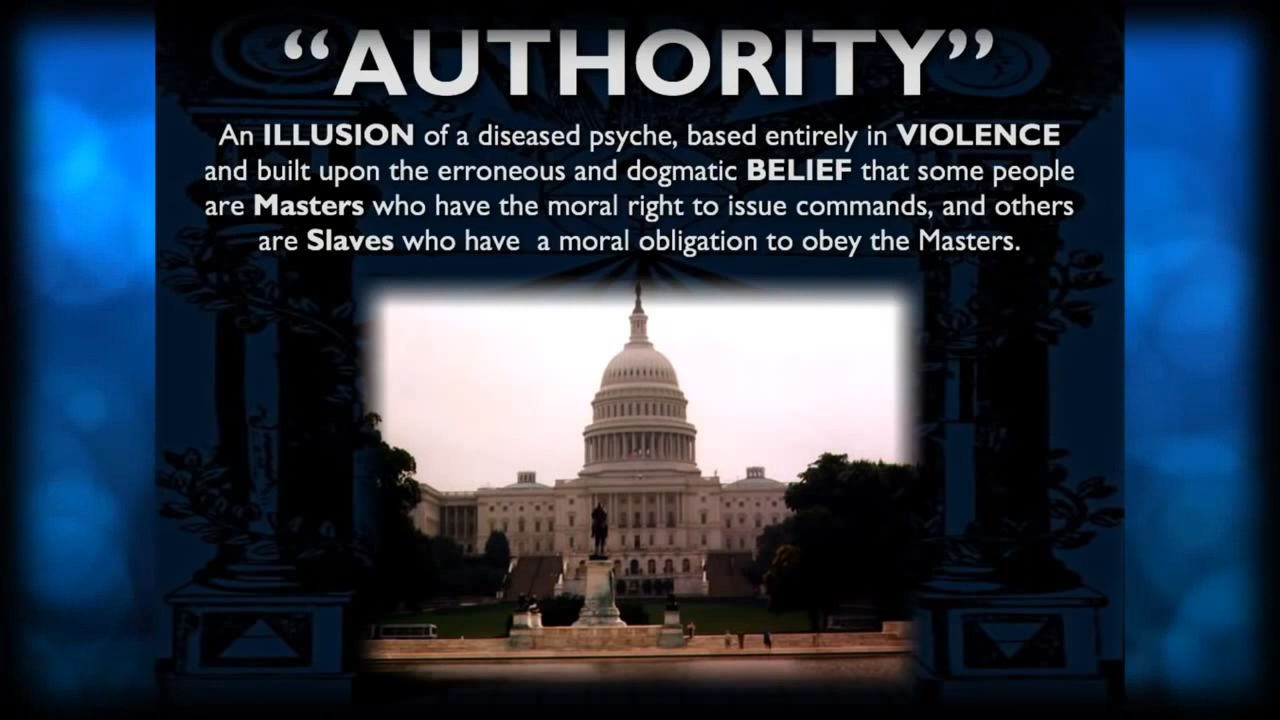 “AUTHORITY”
An ILLUSION of a diseased psyche, based entirely in VIOLENCE
and built upon the erroneous and dogmatic BELIEF that some people
are Masters who have the moral right to issue commands, and others
are Slaves who have  a moral obligation to obey the Masters.